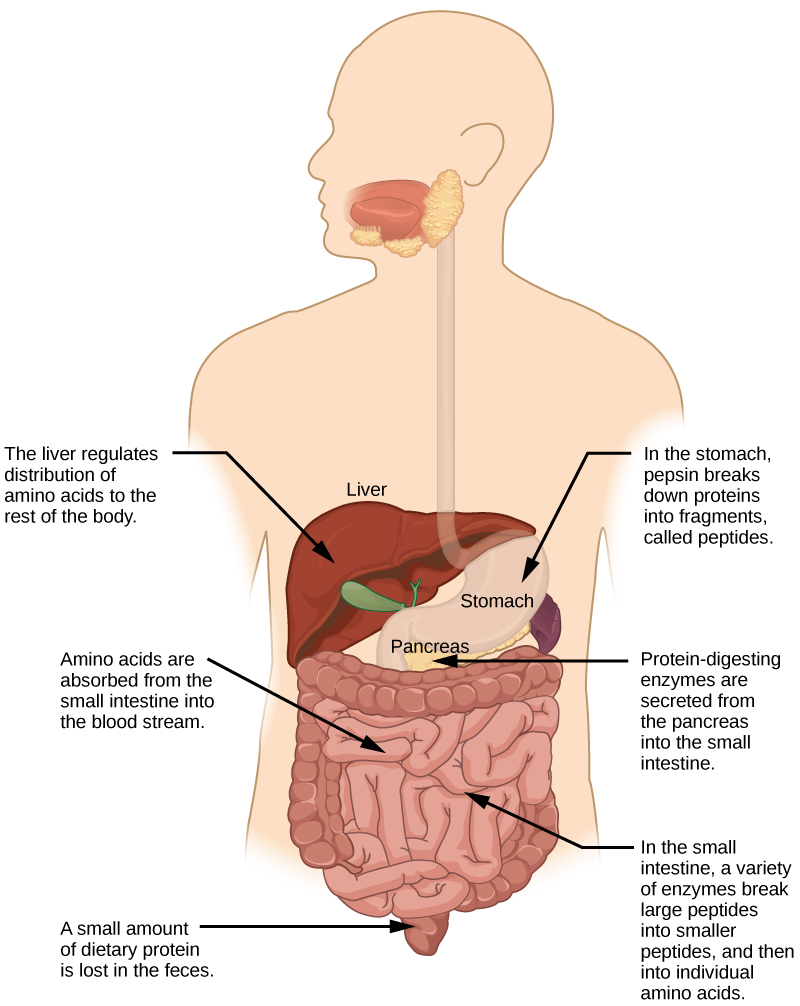 The liver regulates
distribution of
amino acids to the
rest of the body.
Liver
In the stomach,
pepsin breaks
down proteins
into fragments,
called peptides.
Stomach
Pancreas
Amino acids are
absorbed from the
small intestine into
the blood stream.
Protein-digesting
enzymes are
secreted from
the pancreas
into the small
intestine.
In the small
intestine, a variety
of enzymes break
large peptides
into smaller
peptides, and then
into individual
amino acids.
A small amount
of dietary protein
is lost in the feces.